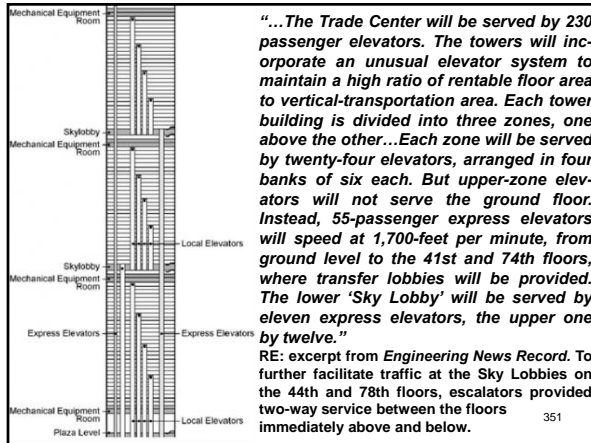 Mechanical Equipment
Room
Skylobby
Mechanical Equipment
Room
Local Elevators
Skylobby
Mechanical Equipment
Room
Express Elevators
Express Elevators
Mechanical Equipment
Room
Local Elevators
Plaza Level
“…The Trade Center will be served by 230
passenger elevators. The towers will inc-
orporate an unusual elevator system to
maintain a high ratio of rentable floor area
to vertical-transportation area. Each tower
building is divided into three zones, one
above the other…Each zone will be served
by twenty-four elevators, arranged in four
banks of six each. But upper-zone elev-
ators will not serve the ground floor.
Instead, 55-passenger express elevators
will speed at 1,700-feet per minute, from
ground level to the 41st and 74th floors,
where transfer lobbies will be provided.
The lower ‘Sky Lobby’ will be served by
eleven express elevators, the upper one
by twelve.”
RE: excerpt from Engineering News Record. To
further facilitate traffic at the Sky Lobbies on
the 44th and 78th floors, escalators provided
two-way service between the floors
immediately above and below.
351